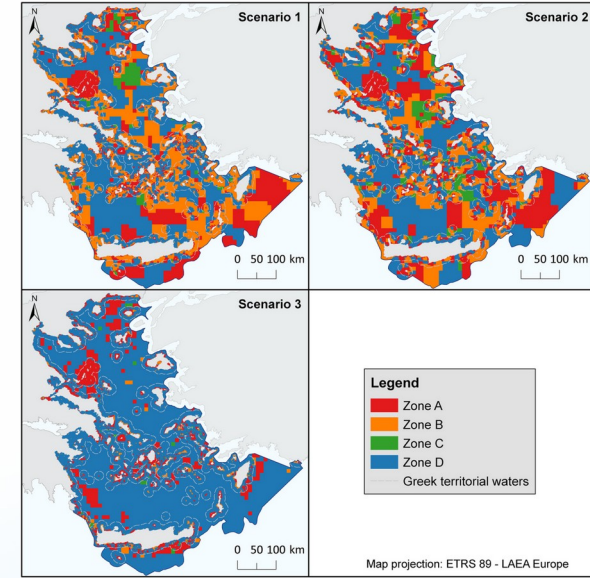 N
Scenario 1
0 50 100 km
N
Scenario 2
0 50 100 km
N
Scenario 3
0 50 100 km
Legend
Zone A
Zone B
Zone C
Zone D
Greek territorial waters
Map projection: ETRS 89 - LAEA Europe